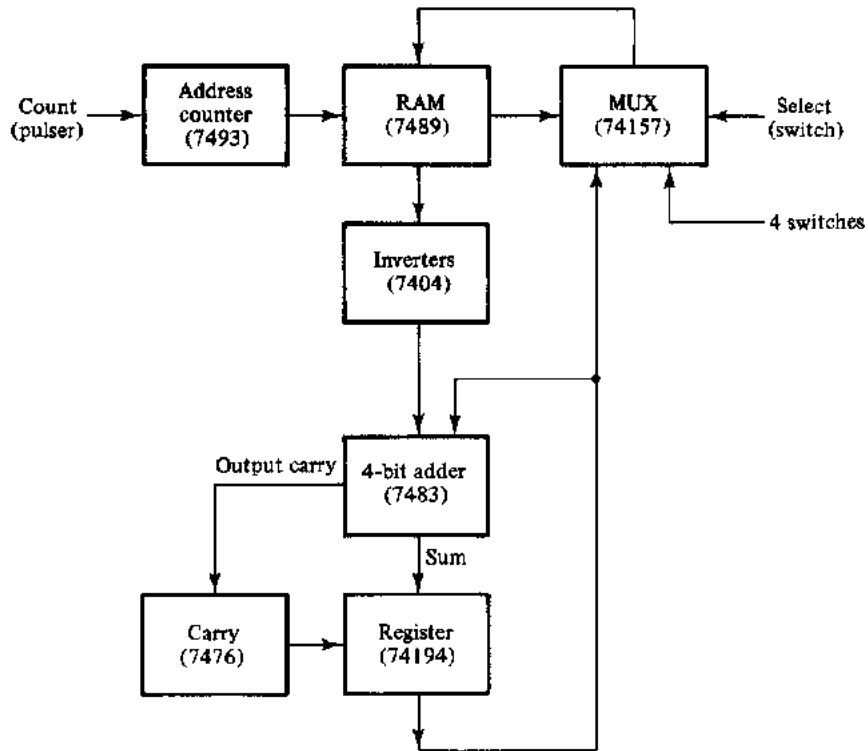 Count
(pulser)
Address
counter
(7493)
RAM
(7489)
MUX
(74157)
Select
(switch)
4 switches
Inverters
(7404)
Output carry
4-bit adder
(7483)
Sum
Carry
(7476)
Register
(74194)